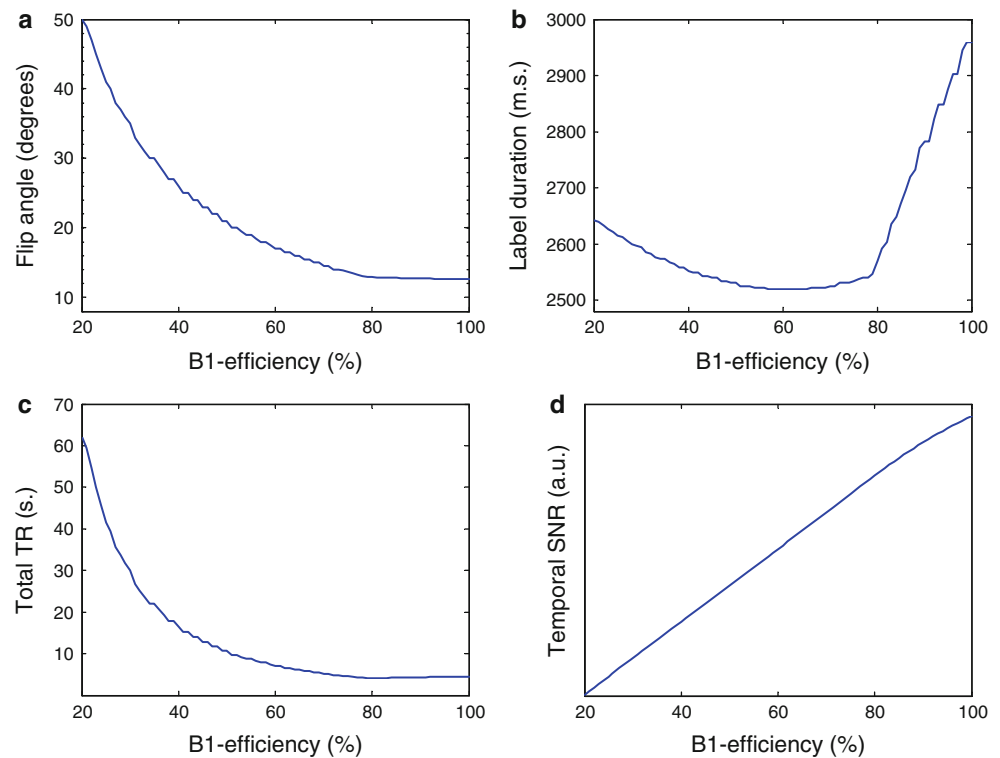 a
50
40
30
20
10
Flip angle (degrees)
20 40 60 80 100
B1-efficiency (%)
b
3000
2900
2800
2700
2600
2500
Label duration (m.s.)
20 40 60 80 100
B1-efficiency (%)
c
70
60
50
40
30
20
10
Total TR (s.)
20 40 60 80 100
B1-efficiency (%)
d
Temporal SNR (a.u.)
20 40 60 80 100
B1-efficiency (%)